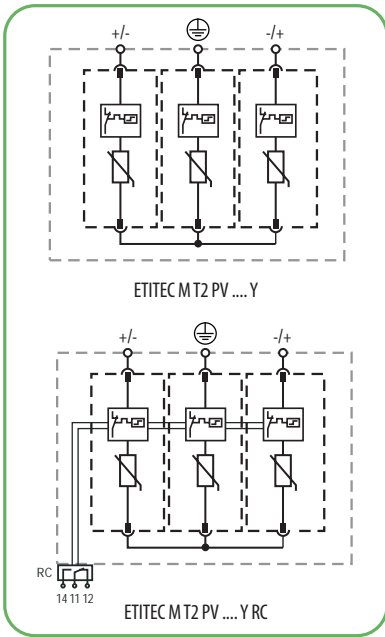 +/- -/+
ETITEC M T2 PV .... Y
+/- -/+
RC
14 11 12
ETITEC M T2 PV .... Y RC